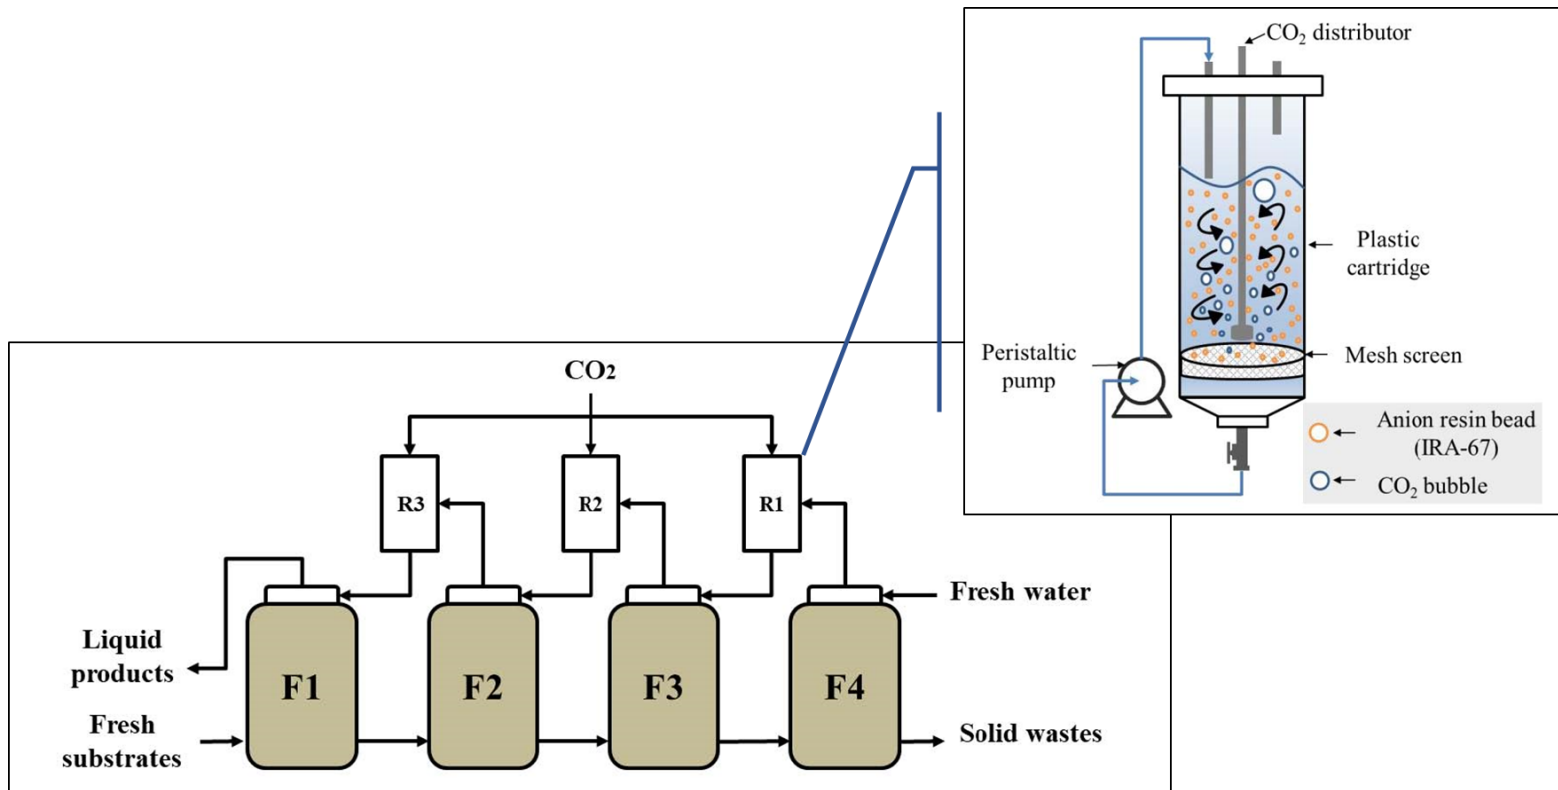 CO₂ distributor
Plastic
cartridge
Peristaltic
pump
Mesh screen
Anion resin bead
(IRA-67)
CO₂ bubble
CO₂
R3
R2
R1
Fresh water
Liquid
products
F1
F2
F3
F4
Fresh
substrates
Solid wastes